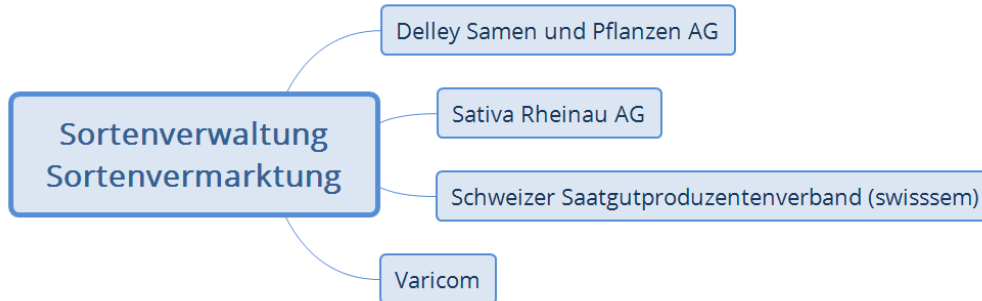 Delley Samen und Pflanzen AG
Sativa Rheinau AG
Sortenverwaltung
Sortenvermarktung
Schweizer Saatgutproduzentenverband (swisssem)
Varicom